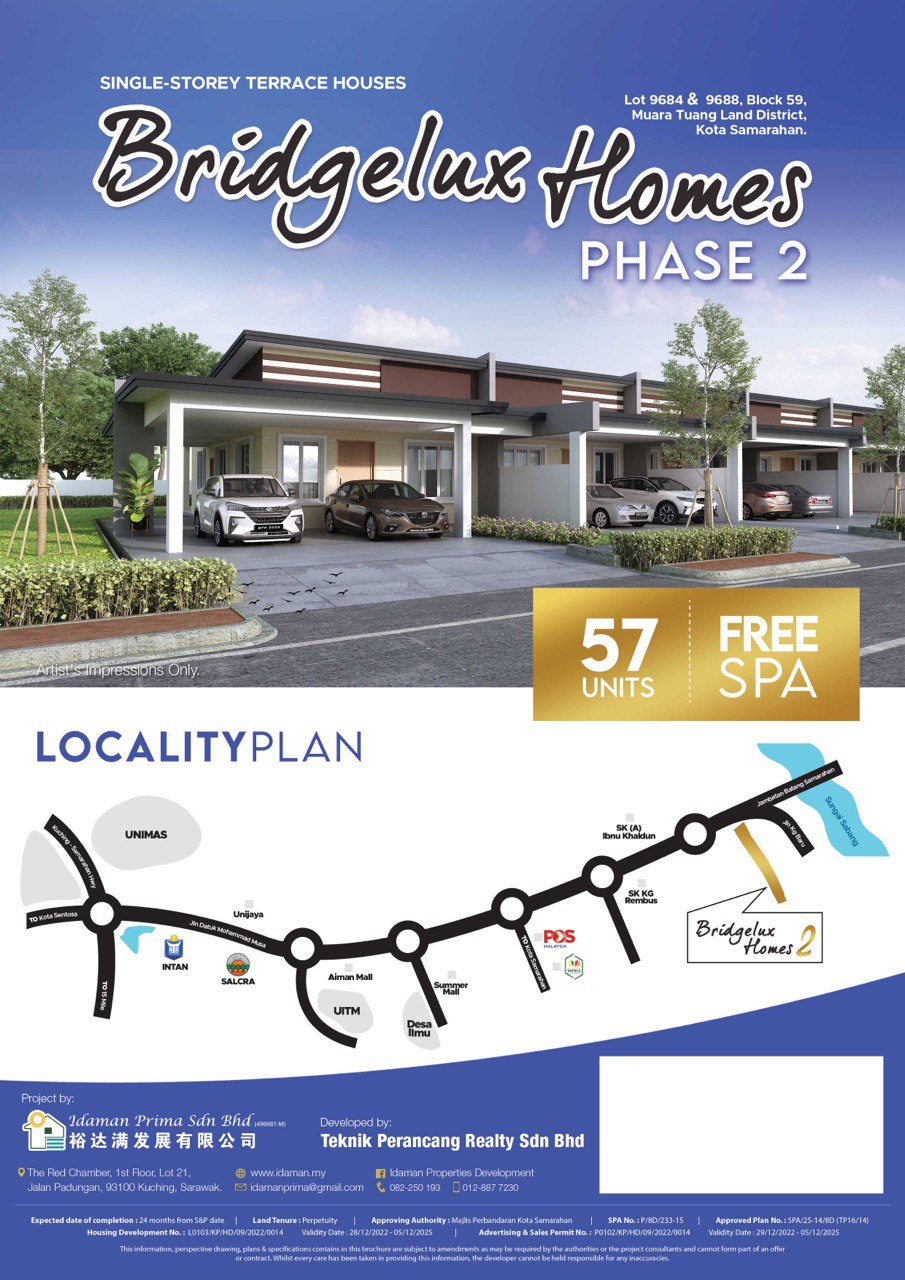 SINGLE-STOREY TERRACE HOUSES
Lot 9684 & 9688, Block 59,
Muara Tuang Land District,
Kota Samarahan.
Bridgelux Homes
PHASE 2
Artist's Impressions Only.
57
UNITS
FREE
SPA
LOCALITYPLAN
Kuching - Samarahan Hwy
UNIMAS
TO Kota Sentosa
TO 15 Mile
Jln Datuk Mohammad Musa
Unijaya
INTAN
SALCRA
Aiman Mall
UITM
Summer
Mall
Desa
Ilmu
TO Kota Samarahan
POS
MALAYSIA
MPKS
SK (A)
Ibnu Khaldun
SK KG
Rembus
Jambatan Batang Samarahan
Jln Kg Baru
Sungai Sabang
Bridgelux
Homes 2
Project by:
Idaman Prima Sdn Bhd (496661-M)
裕达满发展有限公司
Developed by:
Teknik Perancang Realty Sdn Bhd
The Red Chamber, 1st Floor, Lot 21,
Jalan Padungan, 93100 Kuching, Sarawak.
www.idaman.my
idamanprima@gmail.com
Idaman Properties Development
082-250 193 012-887 7230
Expected date of completion : 24 months from S&P date | Land Tenure : Perpetuity | Approving Authority : Majlis Perbandaran Kota Samarahan | SPA No. : P/8D/233-15 | Approved Plan No. : SPA/25-14/8D (TP16/14)
Housing Development No. : L0103/KP/HD/09/2022/0014 Validity Date : 28/12/2022 - 05/12/2025 | Advertising & Sales Permit No. : P0102/KP/HD/09/2022/0014 Validity Date : 29/12/2022 - 05/12/2025
This information, perspective drawing, plans & specifications contained in this brochure are subject to amendments as may be required by the authorities or the project consultants and cannot form part of an offer
or contract. Whilst every care has been taken in providing this information, the developer cannot be held responsible for any inaccuracies.